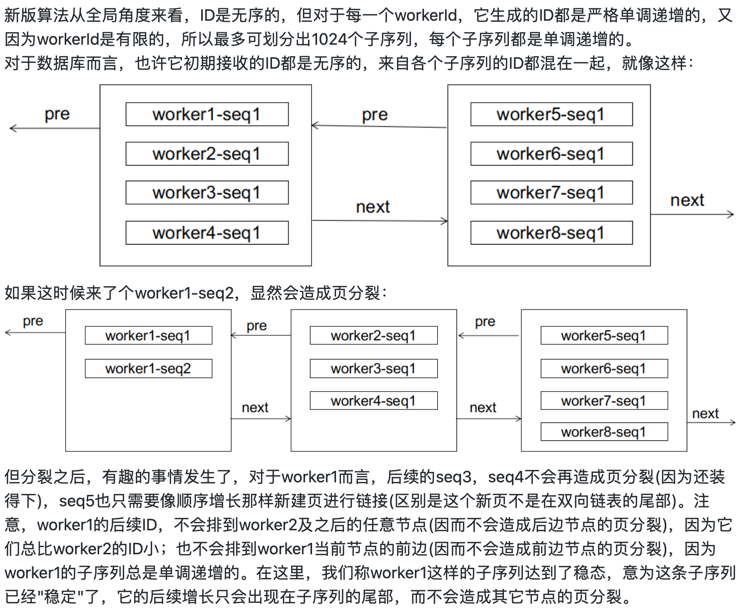 新版算法从全局角度来看，ID是无序的，但对于每一个workerId，它生成的ID都是严格单调递增的，又
因为workerId是有限的，所以最多可划分出1024个子序列，每个子序列都是单调递增的。
对于数据库而言，也许它初期接收的ID都是无序的，来自各个子序列的ID都混在一起，就像这样：
pre
worker1-seq1
worker2-seq1
worker3-seq1
worker4-seq1
pre
next
worker5-seq1
worker6-seq1
worker7-seq1
worker8-seq1
next
如果这时候来了个worker1-seq2，显然会造成页分裂：
pre
worker1-seq1
worker1-seq2
pre
next
worker2-seq1
worker3-seq1
worker4-seq1
pre
next
worker5-seq1
worker6-seq1
worker7-seq1
worker8-seq1
next
但分裂之后，有趣的事情发生了，对于worker1而言，后续的seq3，seq4不会再造成页分裂(因为还装
得下)，seq5也只需要像顺序增长那样新建页进行链接(区别是这个新页不是在双向链表的尾部)。注
意，worker1的后续ID，不会排到worker2及之后的任意节点(因而不会造成后边节点的页分裂)，因为它
们总比worker2的ID小；也不会排到worker1当前节点的前边(因而不会造成前边节点的页分裂)，因为
worker1的子序列总是单调递增的。在这里，我们称worker1这样的子序列达到了稳态，意为这条子序列
已经"稳定"了，它的后续增长只会出现在子序列的尾部，而不会造成其它节点的页分裂。